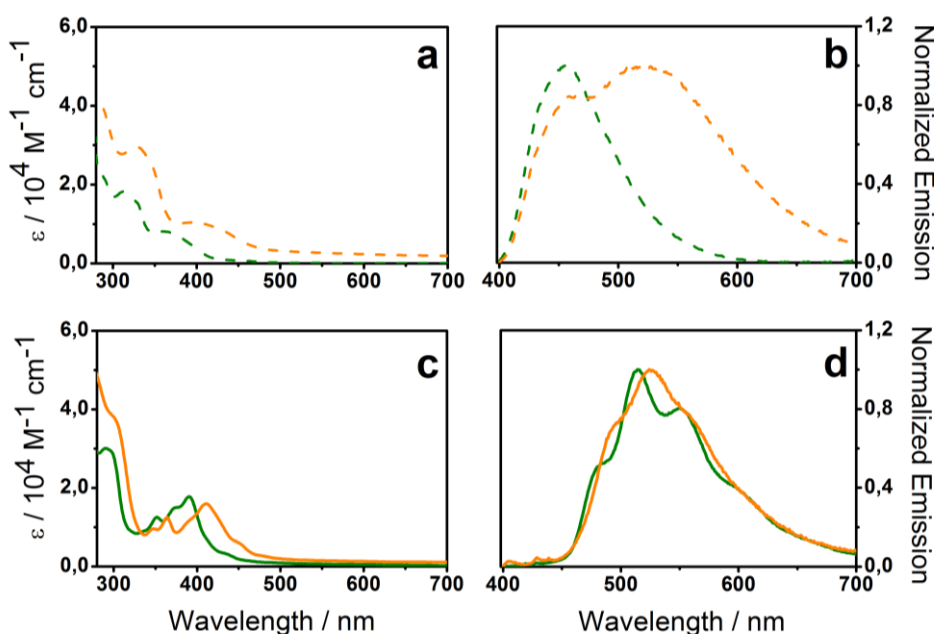 6,0
4,0
2,0
0,0
ε / 10⁴ M⁻¹ cm⁻¹
300 400 500 600 700
a
b
1,2
0,8
0,4
0,0
Normalized Emission
400 500 600 700
6,0
4,0
2,0
0,0
ε / 10⁴ M⁻¹ cm⁻¹
300 400 500 600 700
Wavelength / nm
c
d
1,2
0,8
0,4
0,0
Normalized Emission
400 500 600 700
Wavelength / nm